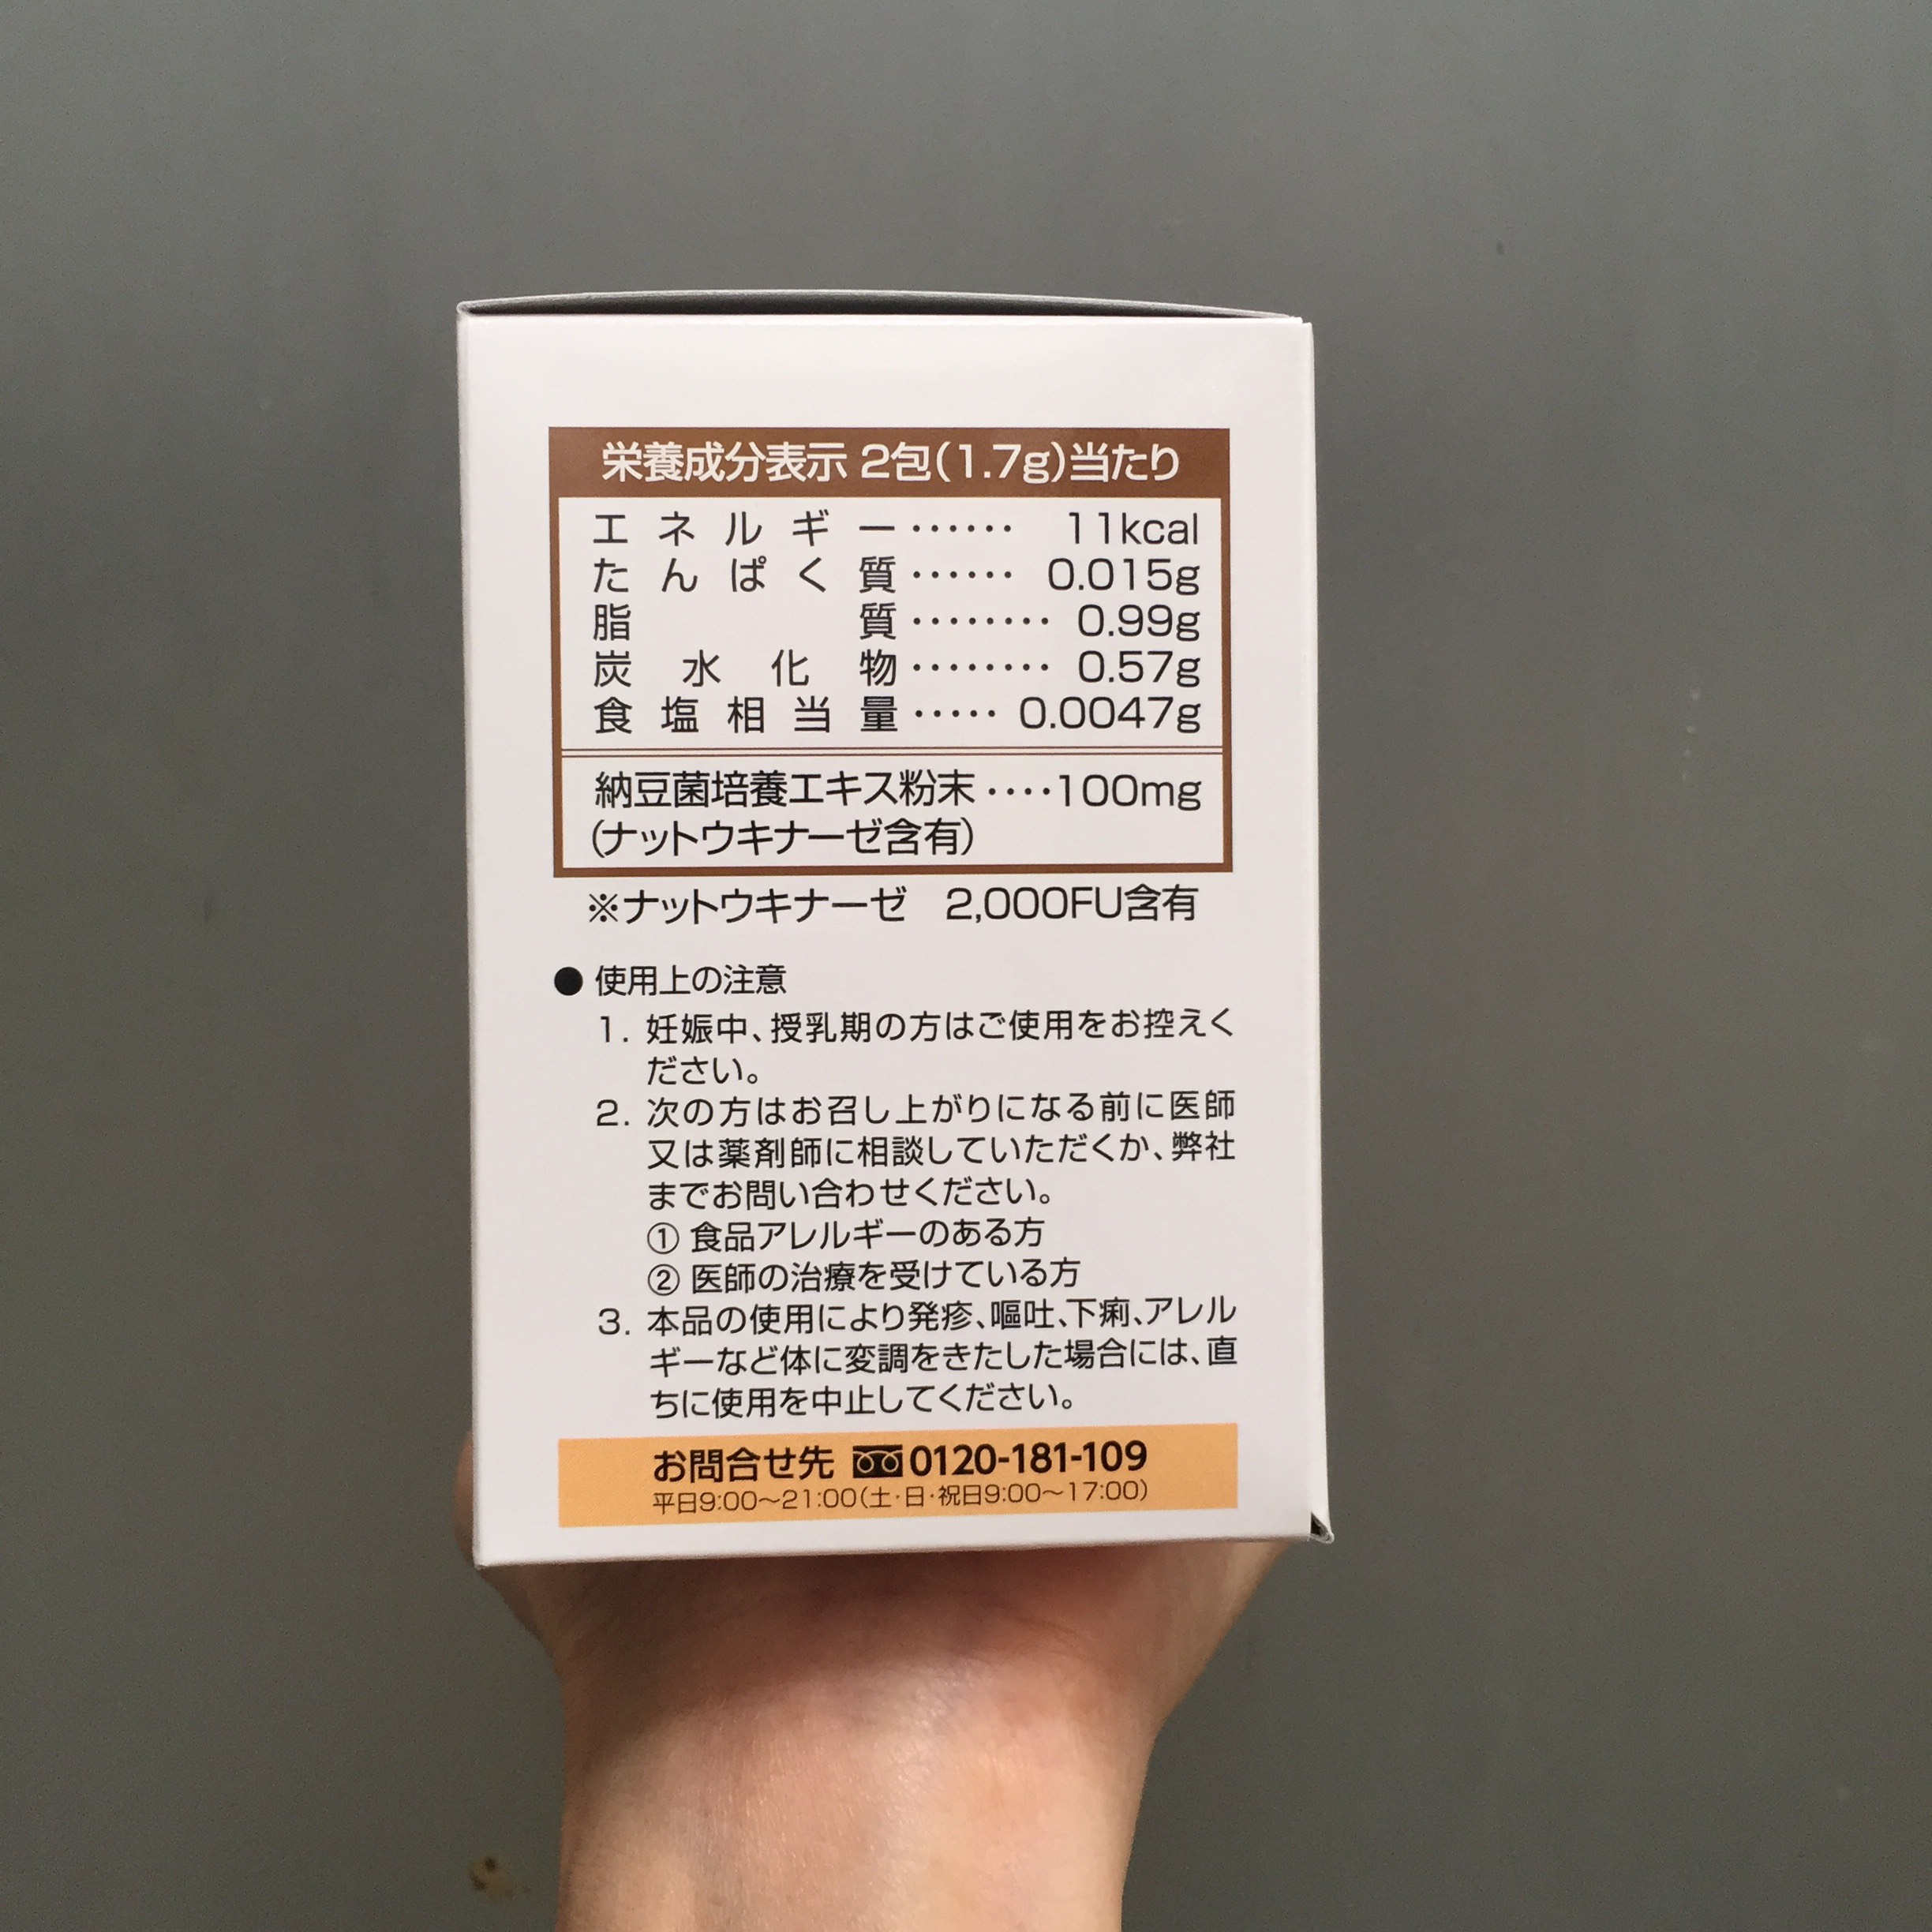 栄養成分表示 2包(1.7g)当たり
エネルギー…… 11kcal
たんぱく質…… 0.015g
脂質……… 0.99g
炭水化物……… 0.57g
食塩相当量‥… 0.0047g
納豆菌培養エキス粉末‥‥100mg
(ナットウキナーゼ含有)
※ナットウキナーゼ 2,000FU含有
● 使用上の注意
1. 妊娠中、授乳期の方はご使用をお控えく
ださい。
2. 次の方はお召し上がりになる前に医師
又は薬剤師に相談していただくか、弊社
までお問い合わせください。
① 食品アレルギーのある方
② 医師の治療を受けている方
3. 本品の使用により発疹、嘔吐、下痢、アレル
ギーなど体に変調をきたした場合には、直
ちに使用を中止してください。
お問合せ先 0120-181-109
平日9:00〜21:00(土・日・祝日9:00〜17:00)